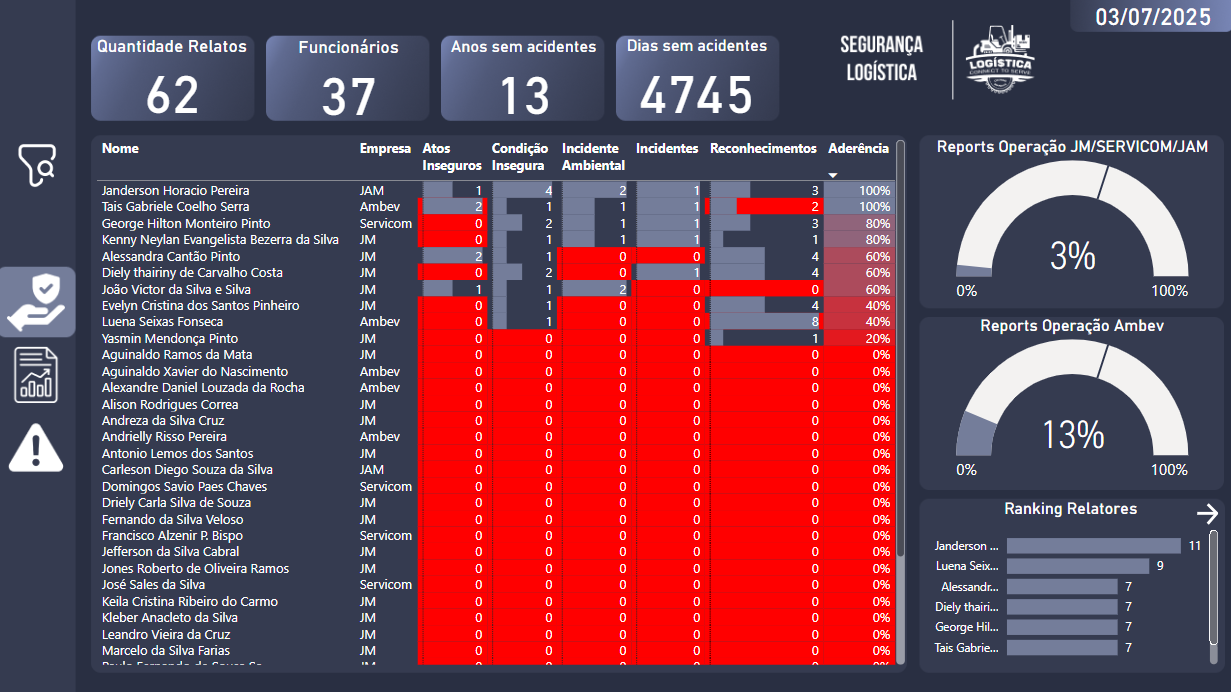 03/07/2025
Quantidade Relatos
62
Funcionários
37
Anos sem acidentes
13
Dias sem acidentes
4745
SEGURANÇA
LOGÍSTICA
LOGÍSTICA
CONNECT TO SERVE
Nome Empresa Atos Inseguros Condição Insegura Incidente Ambiental Incidentes Reconhecimentos Aderência
Janderson Horacio Pereira JAM 1 4 2 1 3 100%
Tais Gabriele Coelho Serra Ambev 2 1 1 1 2 100%
George Hilton Monteiro Pinto Servicom 0 2 1 1 3 80%
Kenny Neylan Evangelista Bezerra da Silva JM 0 1 1 1 1 80%
Alessandra Cantão Pinto JM 2 1 0 0 4 60%
Diely thairiny de Carvalho Costa JM 0 2 0 1 4 60%
João Victor da Silva e Silva JM 1 1 2 0 0 60%
Evelyn Cristina dos Santos Pinheiro JM 0 1 0 0 4 40%
Luena Seixas Fonseca Ambev 0 1 0 0 8 40%
Yasmin Mendonça Pinto JM 0 0 0 0 1 20%
Aguinaldo Ramos da Mata JM 0 0 0 0 0 0%
Aguinaldo Xavier do Nascimento Ambev 0 0 0 0 0 0%
Alexandre Daniel Louzada da Rocha Ambev 0 0 0 0 0 0%
Alison Rodrigues Correa JM 0 0 0 0 0 0%
Andreza da Silva Cruz JM 0 0 0 0 0 0%
Andrielly Risso Pereira Ambev 0 0 0 0 0 0%
Antonio Lemos dos Santos JM 0 0 0 0 0 0%
Carleson Diego Souza da Silva JAM 0 0 0 0 0 0%
Domingos Savio Paes Chaves Servicom 0 0 0 0 0 0%
Driely Carla Silva de Souza JM 0 0 0 0 0 0%
Fernando da Silva Veloso JM 0 0 0 0 0 0%
Francisco Alzenir P. Bispo Servicom 0 0 0 0 0 0%
Jefferson da Silva Cabral JM 0 0 0 0 0 0%
Jones Roberto de Oliveira Ramos JM 0 0 0 0 0 0%
José Sales da Silva Servicom 0 0 0 0 0 0%
Keila Cristina Ribeiro do Carmo JM 0 0 0 0 0 0%
Kleber Anacleto da Silva JM 0 0 0 0 0 0%
Leandro Vieira da Cruz JM 0 0 0 0 0 0%
Marcelo da Silva Farias JM 0 0 0 0 0 0%
Reports Operação JM/SERVICOM/JAM
3%
0% 100%
Reports Operação Ambev
13%
0% 100%
Ranking Relatores
Janderson ... 11
Luena Seix... 9
Alessandr... 7
Diely thairi... 7
George Hil... 7
Tais Gabrie... 7